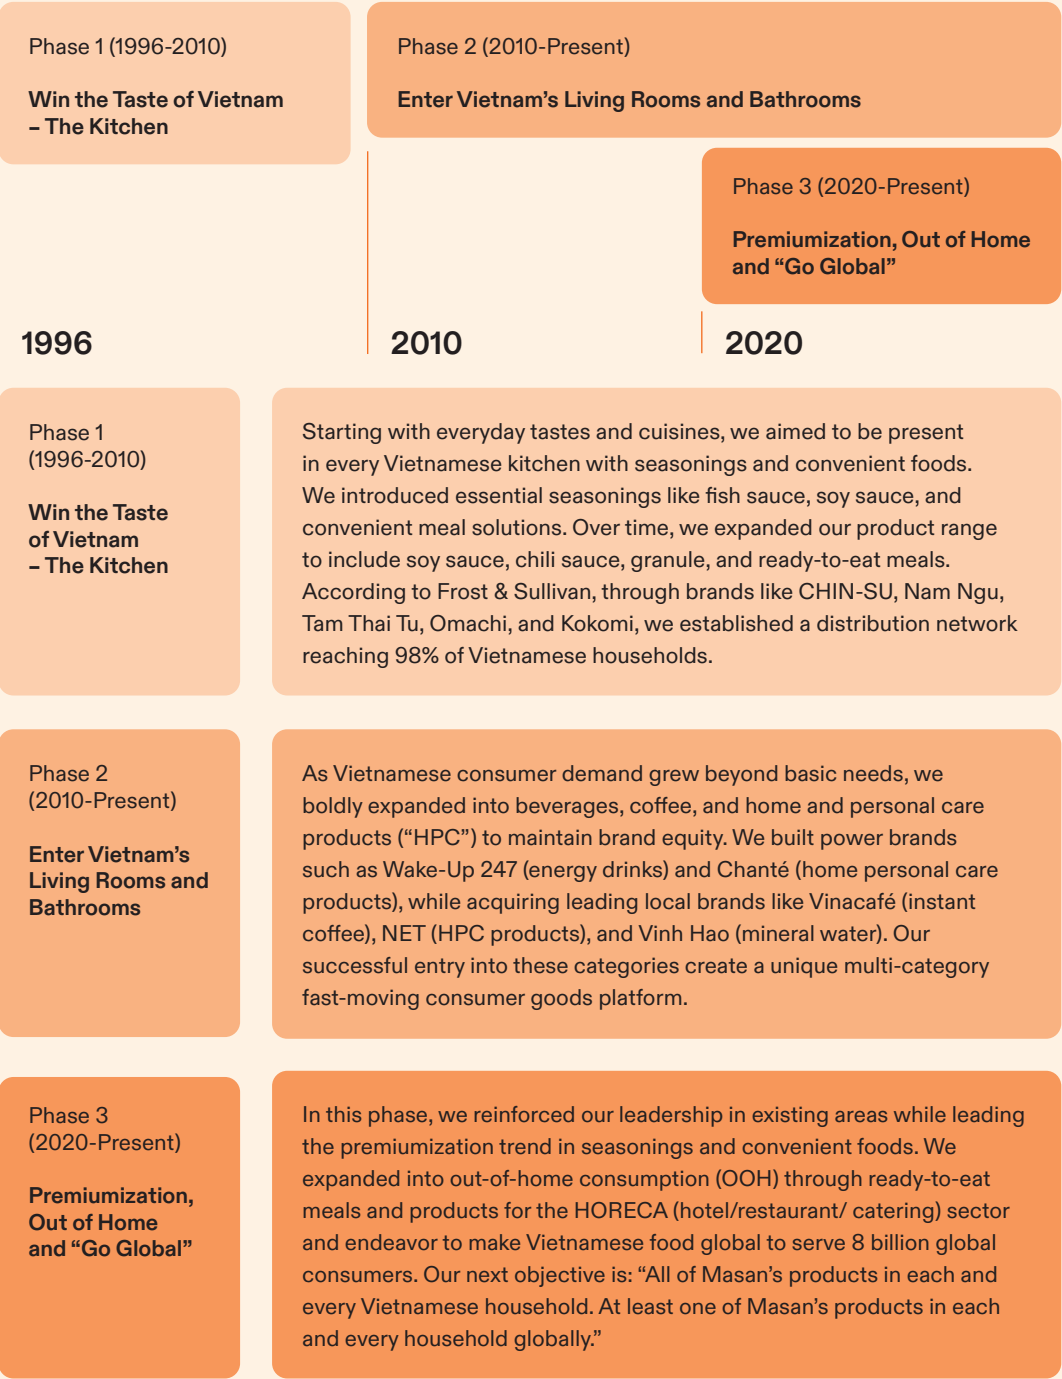 Phase 1 (1996-2010)
Win the Taste of Vietnam
– The Kitchen
Phase 2 (2010-Present)
Enter Vietnam’s Living Rooms and Bathrooms
Phase 3 (2020-Present)
Premiumization, Out of Home
and “Go Global”
1996
2010
2020
Phase 1
(1996-2010)
Win the Taste
of Vietnam
– The Kitchen
Starting with everyday tastes and cuisines, we aimed to be present
in every Vietnamese kitchen with seasonings and convenient foods.
We introduced essential seasonings like fish sauce, soy sauce, and
convenient meal solutions. Over time, we expanded our product range
to include soy sauce, chili sauce, granule, and ready-to-eat meals.
According to Frost & Sullivan, through brands like CHIN-SU, Nam Ngu,
Tam Thai Tu, Omachi, and Kokomi, we established a distribution network
reaching 98% of Vietnamese households.
Phase 2
(2010-Present)
Enter Vietnam’s
Living Rooms and
Bathrooms
As Vietnamese consumer demand grew beyond basic needs, we
boldly expanded into beverages, coffee, and home and personal care
products (“HPC”) to maintain brand equity. We built power brands
such as Wake-Up 247 (energy drinks) and Chanté (home personal care
products), while acquiring leading local brands like Vinacafé (instant
coffee), NET (HPC products), and Vinh Hao (mineral water). Our
successful entry into these categories create a unique multi-category
fast-moving consumer goods platform.
Phase 3
(2020-Present)
Premiumization,
Out of Home
and “Go Global”
In this phase, we reinforced our leadership in existing areas while leading
the premiumization trend in seasonings and convenient foods. We
expanded into out-of-home consumption (OOH) through ready-to-eat
meals and products for the HORECA (hotel/restaurant/ catering) sector
and endeavor to make Vietnamese food global to serve 8 billion global
consumers. Our next objective is: “All of Masan’s products in each and
every Vietnamese household. At least one of Masan’s products in each
and every household globally.”